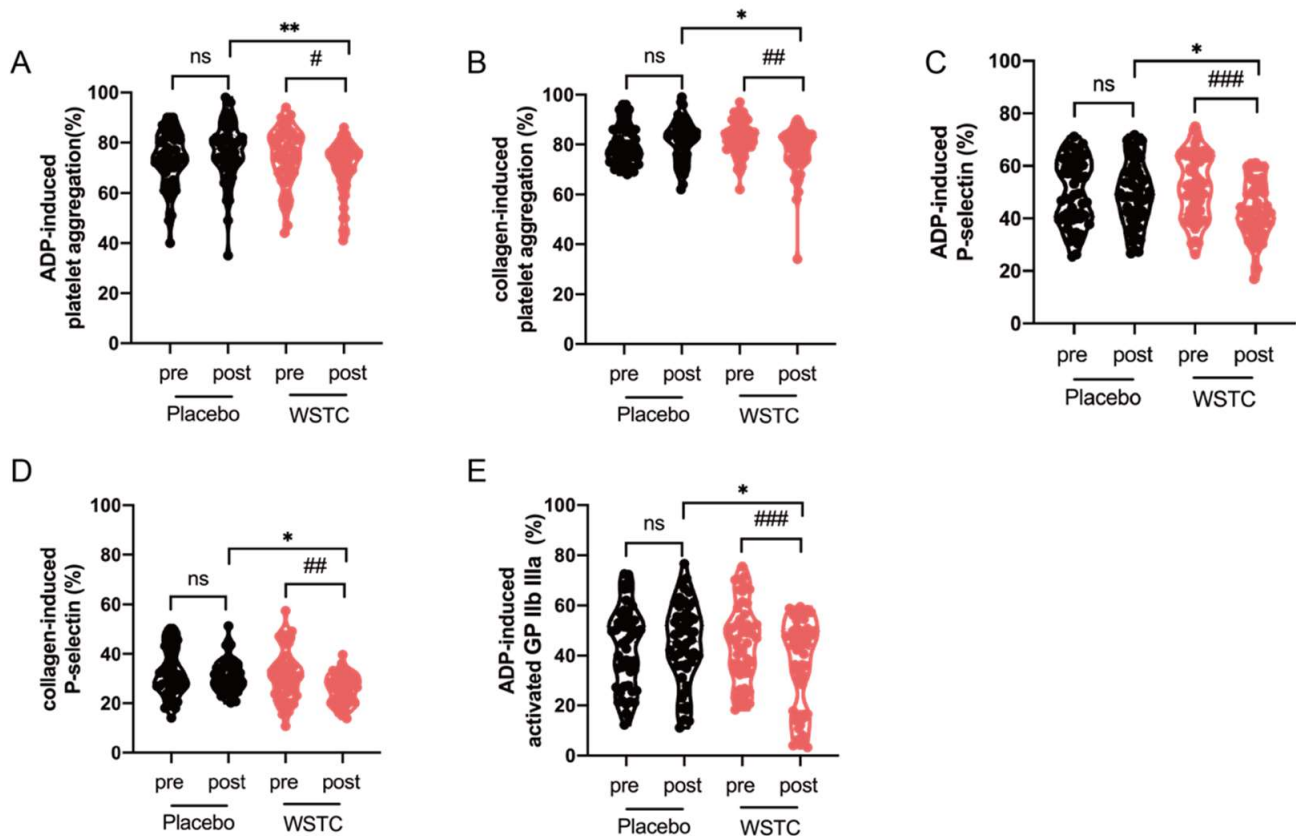 A
ADP-induced
platelet aggregation(%)
100
80
60
40
20
0
ns
**
#
pre post pre post
Placebo WSTC
B
collagen-induced
platelet aggregation (%)
100
80
60
40
20
0
ns
*
##
pre post pre post
Placebo WSTC
C
ADP-induced
P-selectin (%)
100
80
60
40
20
0
ns
*
###
pre post pre post
Placebo WSTC
D
collagen-induced
P-selectin (%)
100
80
60
40
20
0
ns
*
##
pre post pre post
Placebo WSTC
E
ADP-induced
activated GP IIb IIIa (%)
100
80
60
40
20
0
ns
*
###
pre post pre post
Placebo WSTC